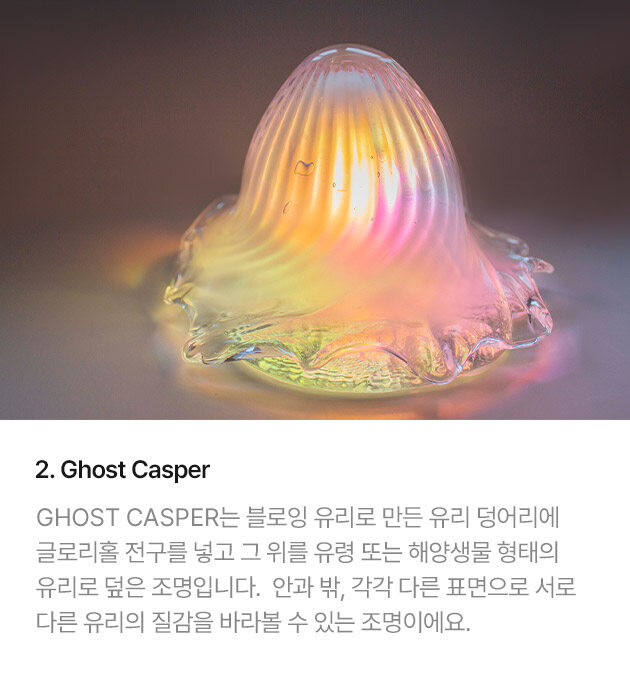 2. Ghost Casper
GHOST CASPER는 블로잉 유리로 만든 유리 덩어리에
글로리홀 전구를 넣고 그 위를 유령 또는 해양생물 형태의
유리로 덮은 조명입니다. 안과 밖, 각각 다른 표면으로 서로
다른 유리의 질감을 바라볼 수 있는 조명이에요.